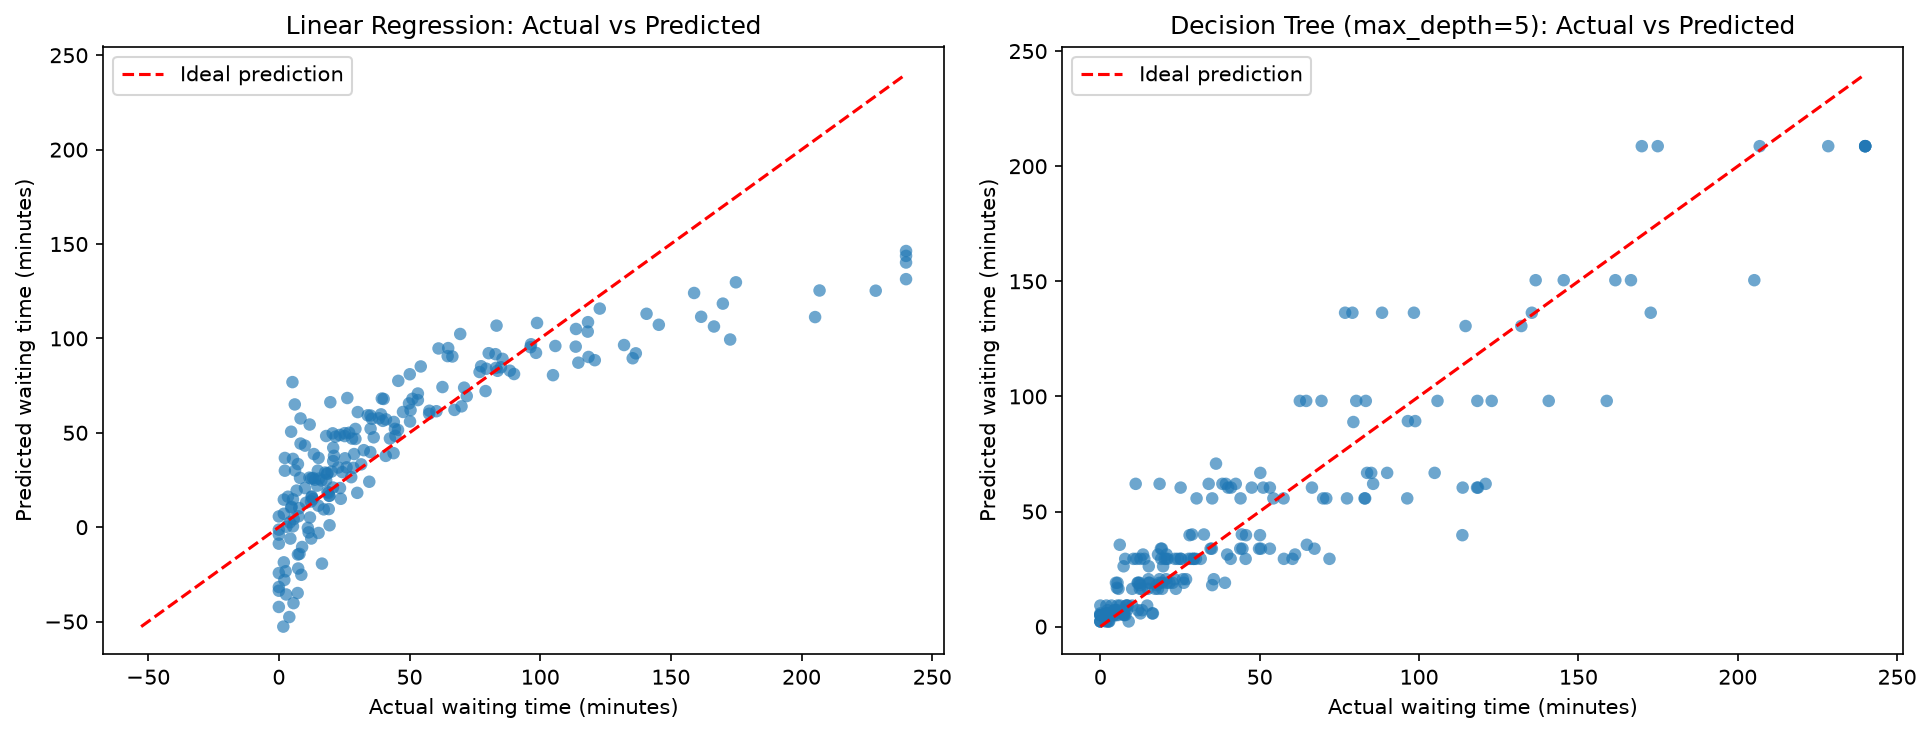 Linear Regression: Actual vs Predicted
Ideal prediction
Predicted waiting time (minutes)
250
200
150
100
50
0
−50
−50 0 50 100 150 200 250
Actual waiting time (minutes)
Decision Tree (max_depth=5): Actual vs Predicted
Ideal prediction
Predicted waiting time (minutes)
250
200
150
100
50
0
0 50 100 150 200 250
Actual waiting time (minutes)